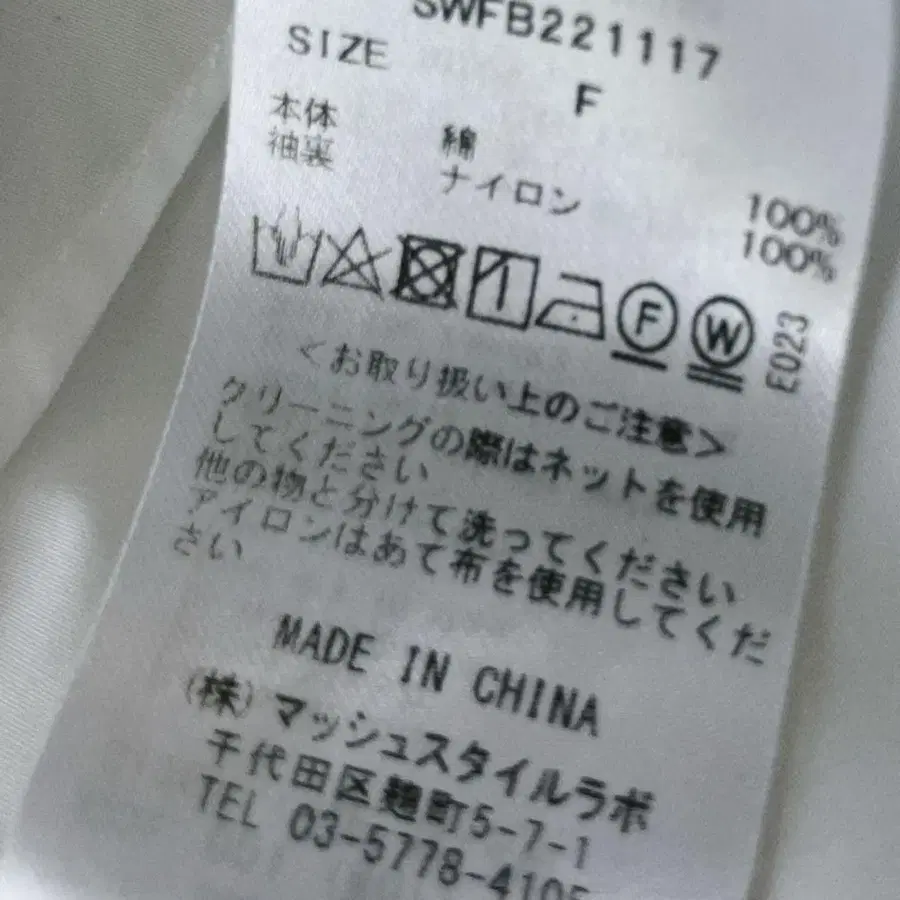 SWFB221117
SIZE
F
本体 綿 100%
袖裏 ナイロン 100%
F W E023
<お取り扱い上のご注意>
クリーニングの際はネットを使用
してください
他の物と分けて洗ってください
アイロンはあて布を使用してくだ
さい
MADE IN CHINA
(株)マッシュスタイルラボ
千代田区麹町5-7-1
TEL 03-5778-4105